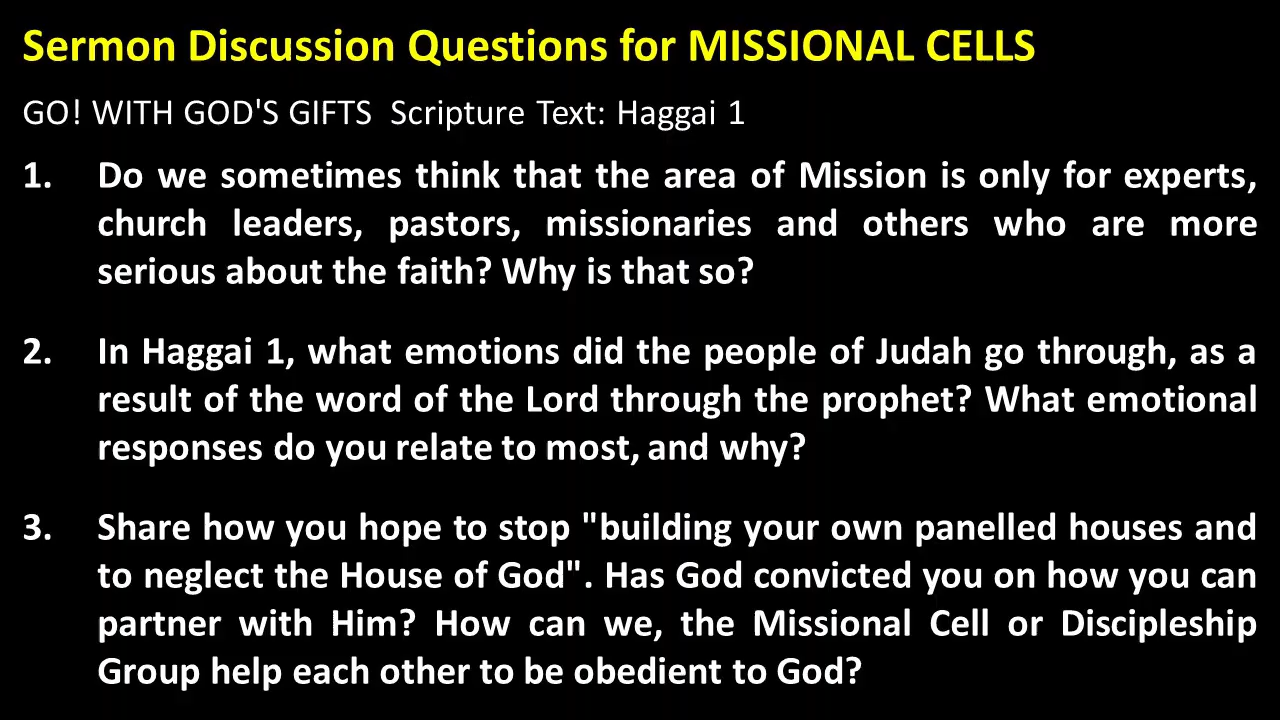 Sermon Discussion Questions for MISSIONAL CELLS
GO! WITH GOD'S GIFTS Scripture Text: Haggai 1
1. Do we sometimes think that the area of Mission is only for experts,
church leaders, pastors, missionaries and others who are more
serious about the faith? Why is that so?
2. In Haggai 1, what emotions did the people of Judah go through, as a
result of the word of the Lord through the prophet? What emotional
responses do you relate to most, and why?
3. Share how you hope to stop "building your own panelled houses and
to neglect the House of God". Has God convicted you on how you can
partner with Him? How can we, the Missional Cell or Discipleship
Group help each other to be obedient to God?